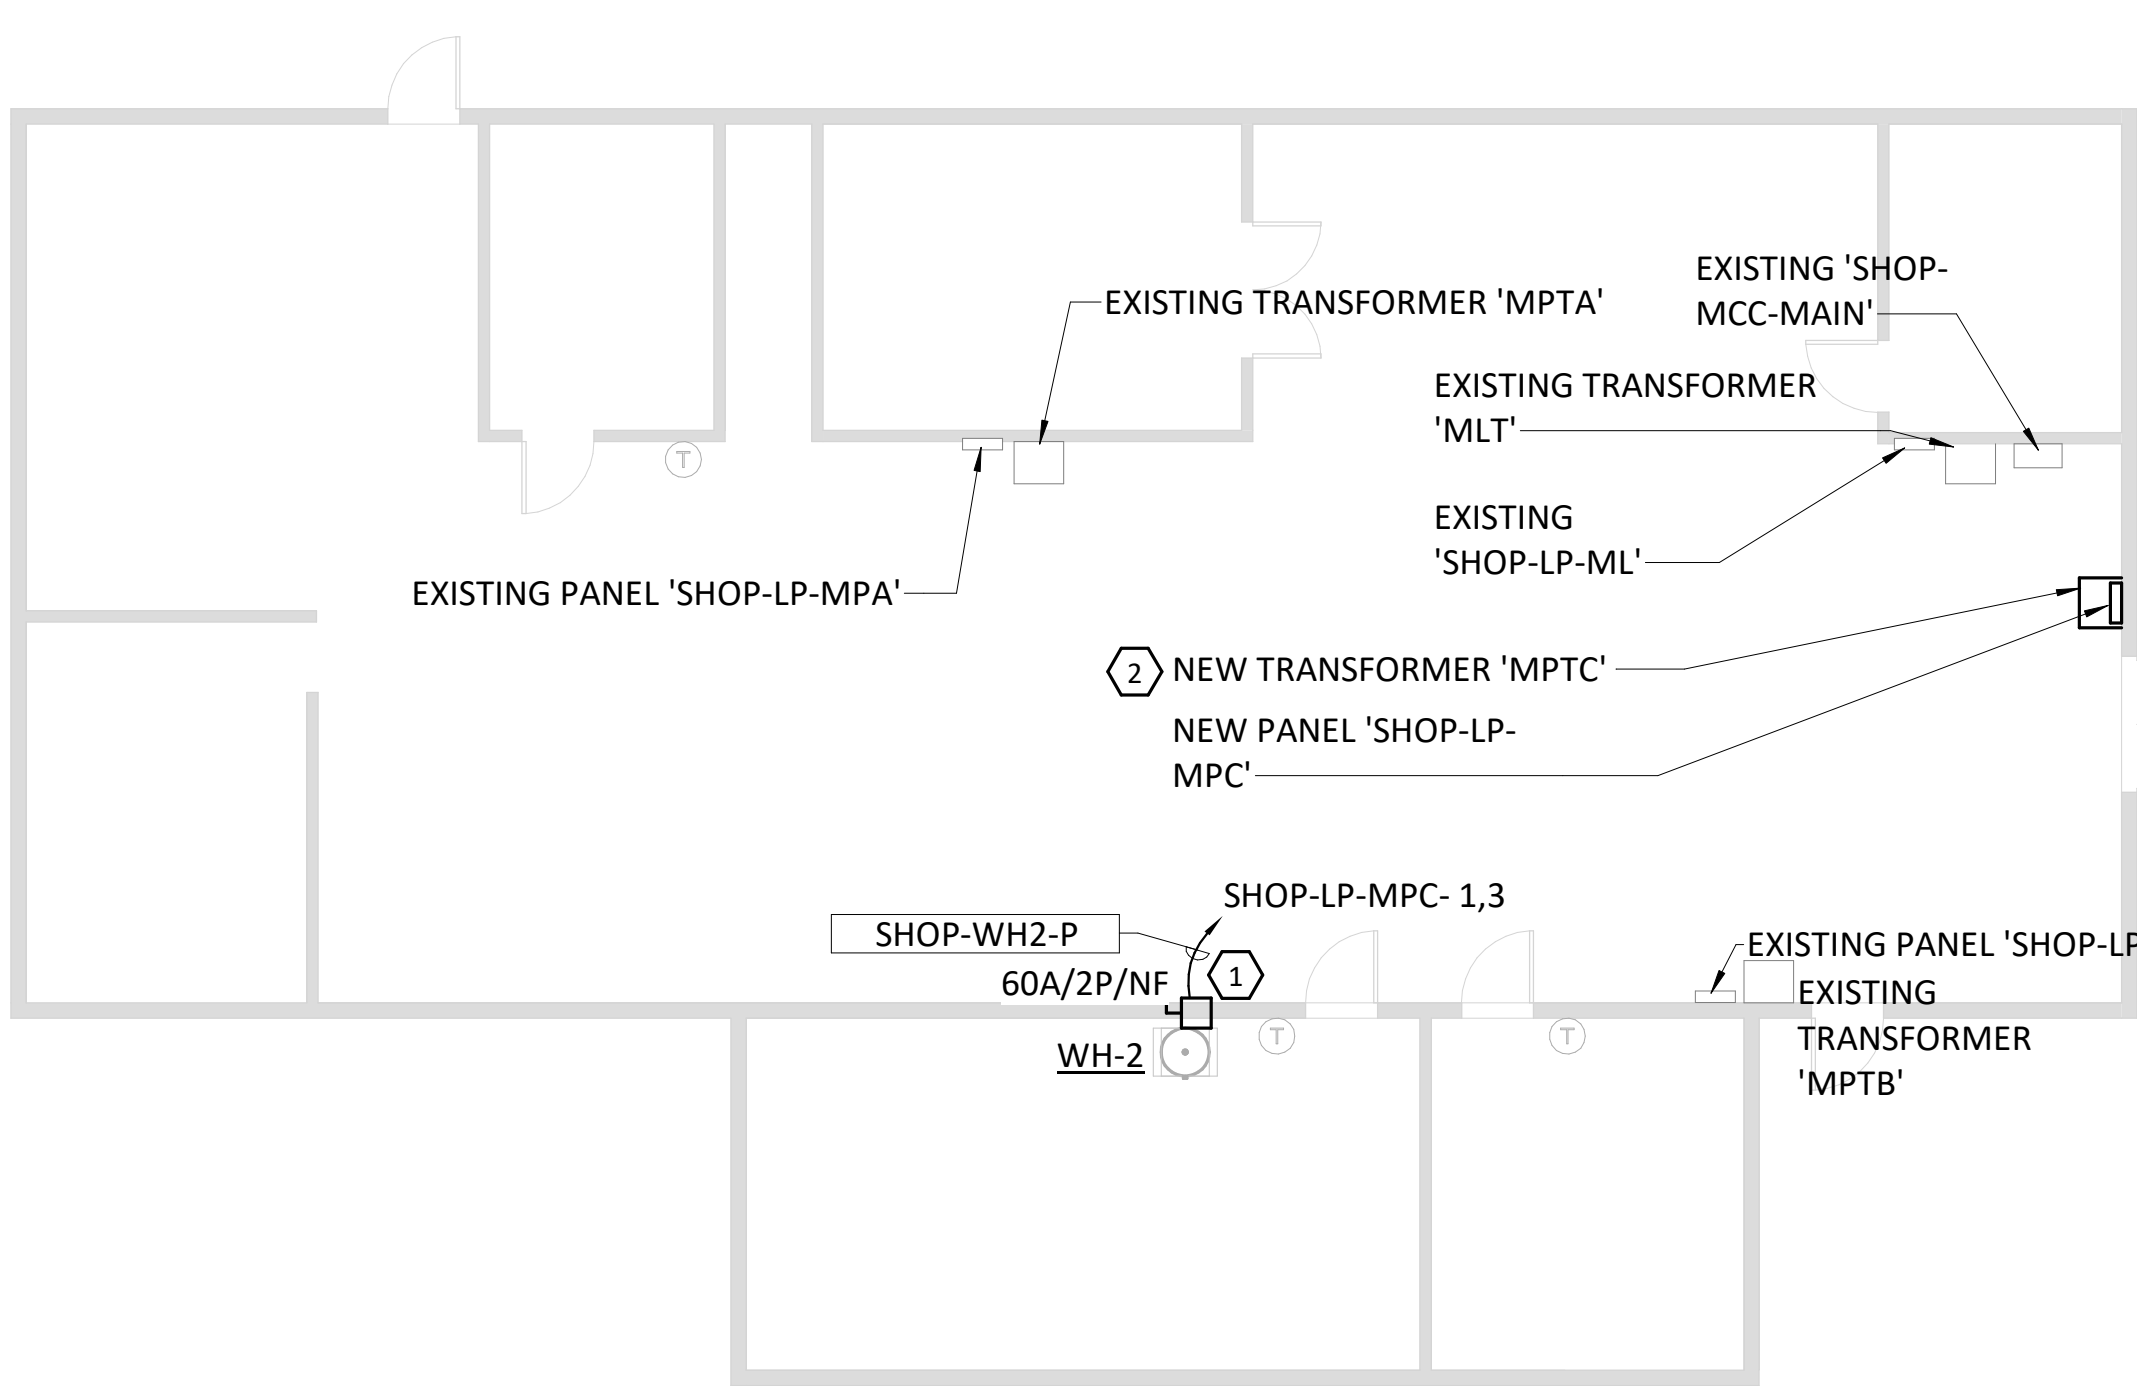 EXISTING 'SHOP-
MCC-MAIN'
EXISTING TRANSFORMER 'MPTA'
EXISTING TRANSFORMER
'MLT'
T
EXISTING
'SHOP-LP-ML'
EXISTING PANEL 'SHOP-LP-MPA'
2 NEW TRANSFORMER 'MPTC'
NEW PANEL 'SHOP-LP-
MPC'
SHOP-LP-MPC- 1,3
SHOP-WH2-P
EXISTING PANEL 'SHOP-LP
60A/2P/NF
1
EXISTING
TRANSFORMER
'MPTB'
T
T
WH-2